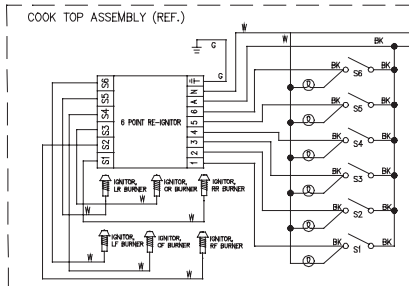 COOK TOP ASSEMBLY (REF.)
W
W
BK
G
G
S6
S5
S4
S3
S2
S1
6 POINT RE-IGNITOR
N
A
6
5
4
3
2
1
BK
BK
S6
BK
BK
S5
BK
BK
S4
BK
BK
S3
BK
BK
S2
BK
BK
S1
IGNITOR,
LR BURNER
IGNITOR,
CR BURNER
IGNITOR,
RR BURNER
W
W
IGNITOR,
LF BURNER
IGNITOR,
CF BURNER
IGNITOR,
RF BURNER
W
W
W